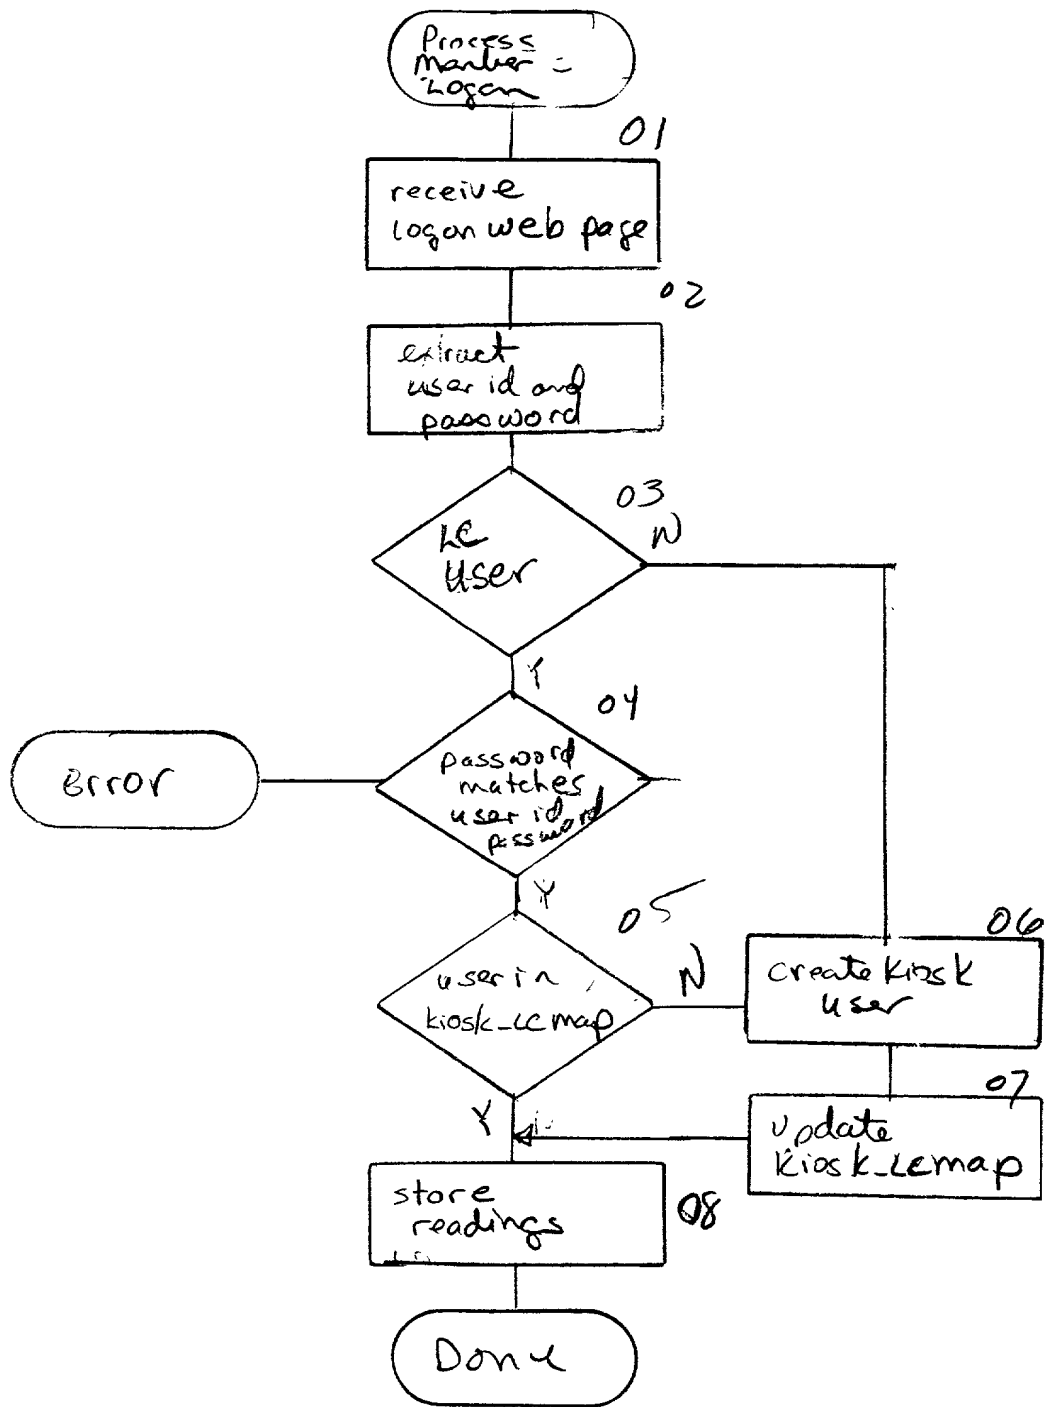 Process
Member
Logon
01
receive
logon web page
02
extract
user id and
password
03
LC
User
N
Y
04
password
matches
user id
password
Error
Y
05
user in
kiosk_LCmap
N
06
create kiosk
user
Y
07
update
kiosk_LCmap
store
readings
08
Done